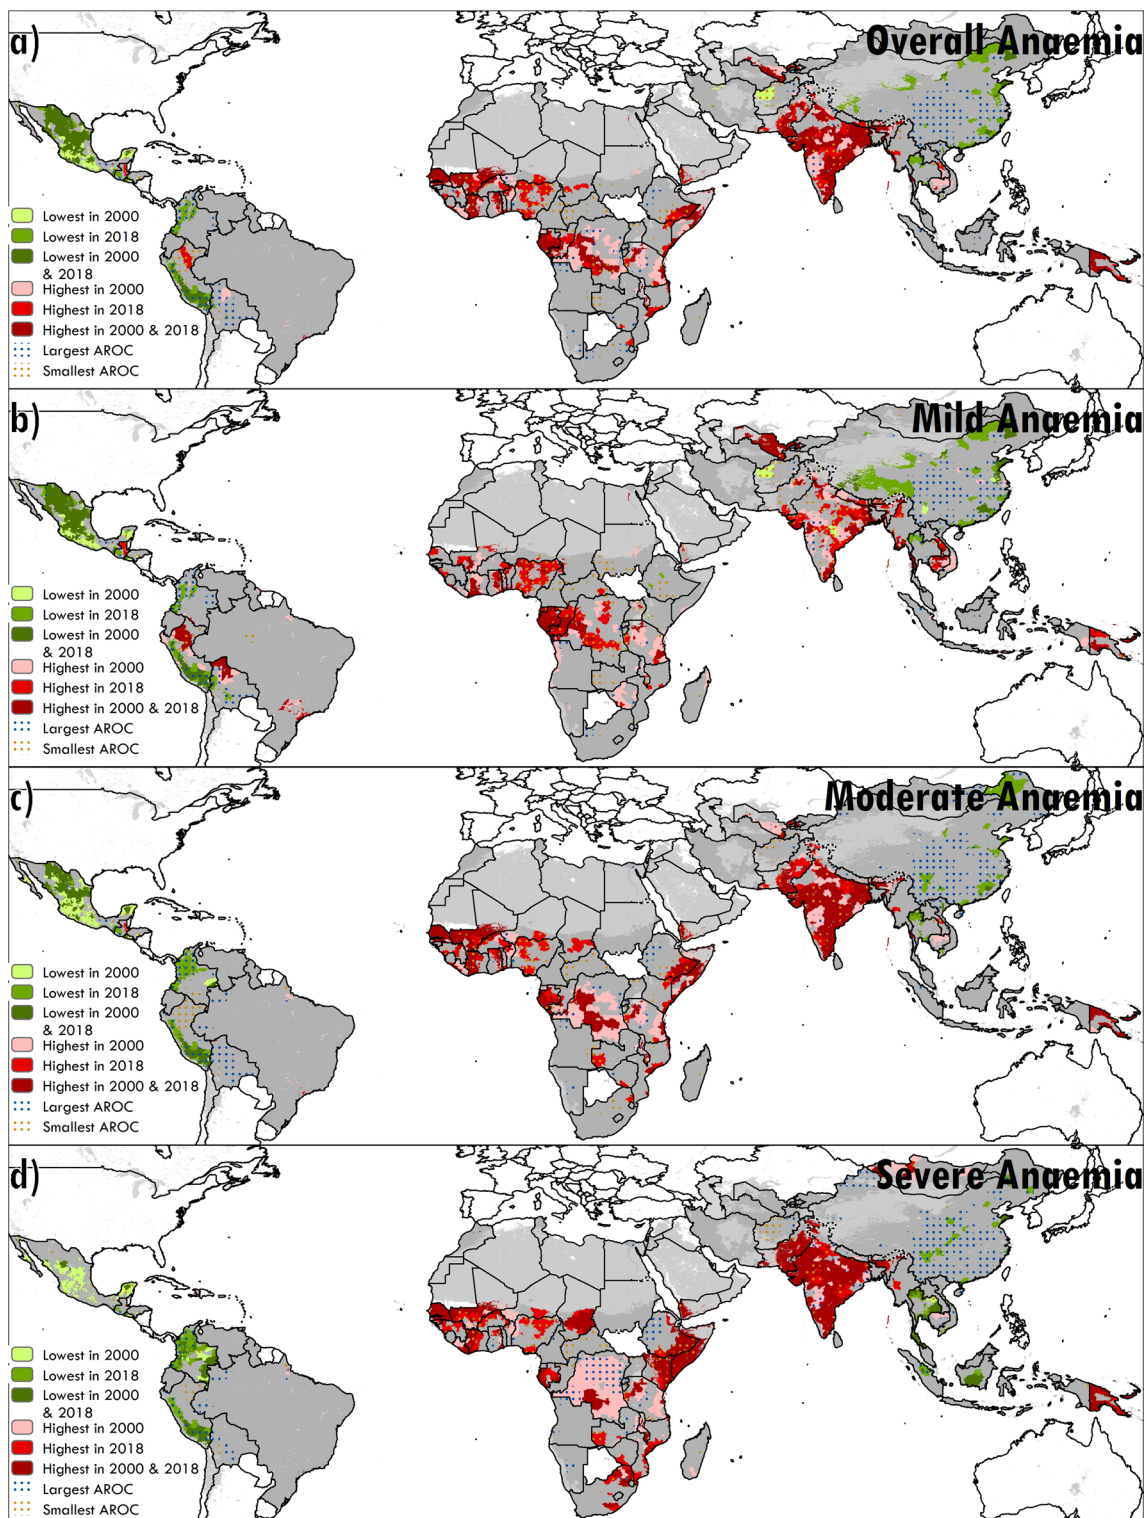 a)
Overall Anaemia
Lowest in 2000
Lowest in 2018
Lowest in 2000
& 2018
Highest in 2000
Highest in 2018
Highest in 2000 & 2018
Largest AROC
Smallest AROC
b)
Mild Anaemia
Lowest in 2000
Lowest in 2018
Lowest in 2000
& 2018
Highest in 2000
Highest in 2018
Highest in 2000 & 2018
Largest AROC
Smallest AROC
c)
Moderate Anaemia
Lowest in 2000
Lowest in 2018
Lowest in 2000
& 2018
Highest in 2000
Highest in 2018
Highest in 2000 & 2018
Largest AROC
Smallest AROC
d)
Severe Anaemia
Lowest in 2000
Lowest in 2018
Lowest in 2000
& 2018
Highest in 2000
Highest in 2018
Highest in 2000 & 2018
Largest AROC
Smallest AROC